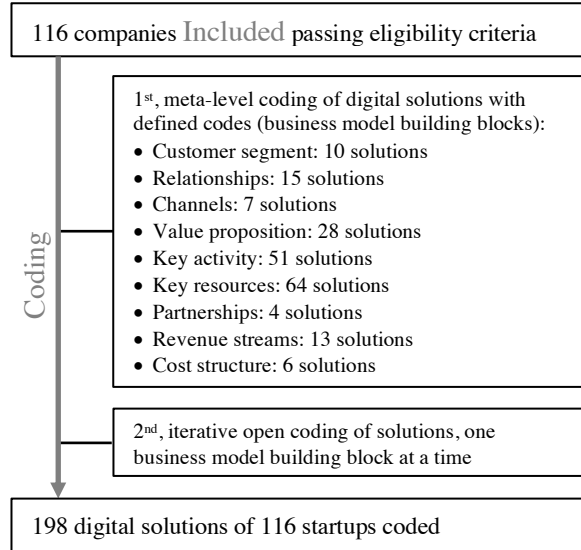 116 companies Included passing eligibility criteria
1st, meta-level coding of digital solutions with
defined codes (business model building blocks):
• Customer segment: 10 solutions
• Relationships: 15 solutions
• Channels: 7 solutions
• Value proposition: 28 solutions
• Key activity: 51 solutions
• Key resources: 64 solutions
• Partnerships: 4 solutions
• Revenue streams: 13 solutions
• Cost structure: 6 solutions
Coding
2nd, iterative open coding of solutions, one
business model building block at a time
198 digital solutions of 116 startups coded